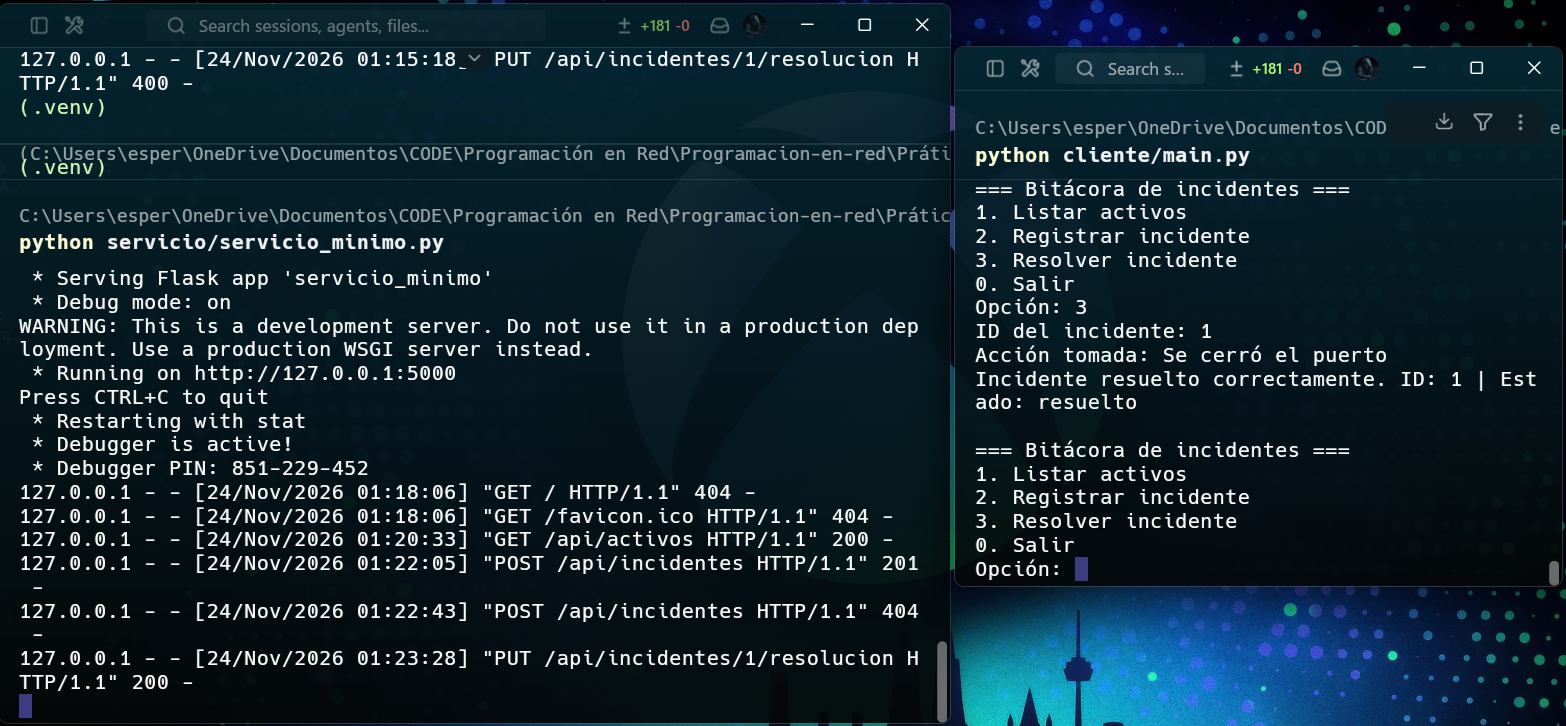 Search sessions, agents, files...
+181 -0
127.0.0.1 - - [24/Nov/2026 01:15:18_ PUT /api/incidentes/1/resolucion H
TTP/1.1" 400 -
(.venv)
(C:\Users\esper\OneDrive\Documentos\CODE\Programación en Red\Programacion-en-red\Práti
(.venv)
C:\Users\esper\OneDrive\Documentos\CODE\Programación en Red\Programacion-en-red\Prátic
python servicio/servicio_minimo.py
* Serving Flask app 'servicio_minimo'
* Debug mode: on
WARNING: This is a development server. Do not use it in a production dep
loyment. Use a production WSGI server instead.
* Running on http://127.0.0.1:5000
Press CTRL+C to quit
* Restarting with stat
* Debugger is active!
* Debugger PIN: 851-229-452
127.0.0.1 - - [24/Nov/2026 01:18:06] "GET / HTTP/1.1" 404 -
127.0.0.1 - - [24/Nov/2026 01:18:06] "GET /favicon.ico HTTP/1.1" 404 -
127.0.0.1 - - [24/Nov/2026 01:20:33] "GET /api/activos HTTP/1.1" 200 -
127.0.0.1 - - [24/Nov/2026 01:22:05] "POST /api/incidentes HTTP/1.1" 201
-
127.0.0.1 - - [24/Nov/2026 01:22:43] "POST /api/incidentes HTTP/1.1" 404
-
127.0.0.1 - - [24/Nov/2026 01:23:28] "PUT /api/incidentes/1/resolucion H
TTP/1.1" 200 -
Search s...
+181 -0
C:\Users\esper\OneDrive\Documentos\COD e
python cliente/main.py
=== Bitácora de incidentes ===
1. Listar activos
2. Registrar incidente
3. Resolver incidente
0. Salir
Opción: 3
ID del incidente: 1
Acción tomada: Se cerró el puerto
Incidente resuelto correctamente. ID: 1 | Est
ado: resuelto
=== Bitácora de incidentes ===
1. Listar activos
2. Registrar incidente
3. Resolver incidente
0. Salir
Opción: